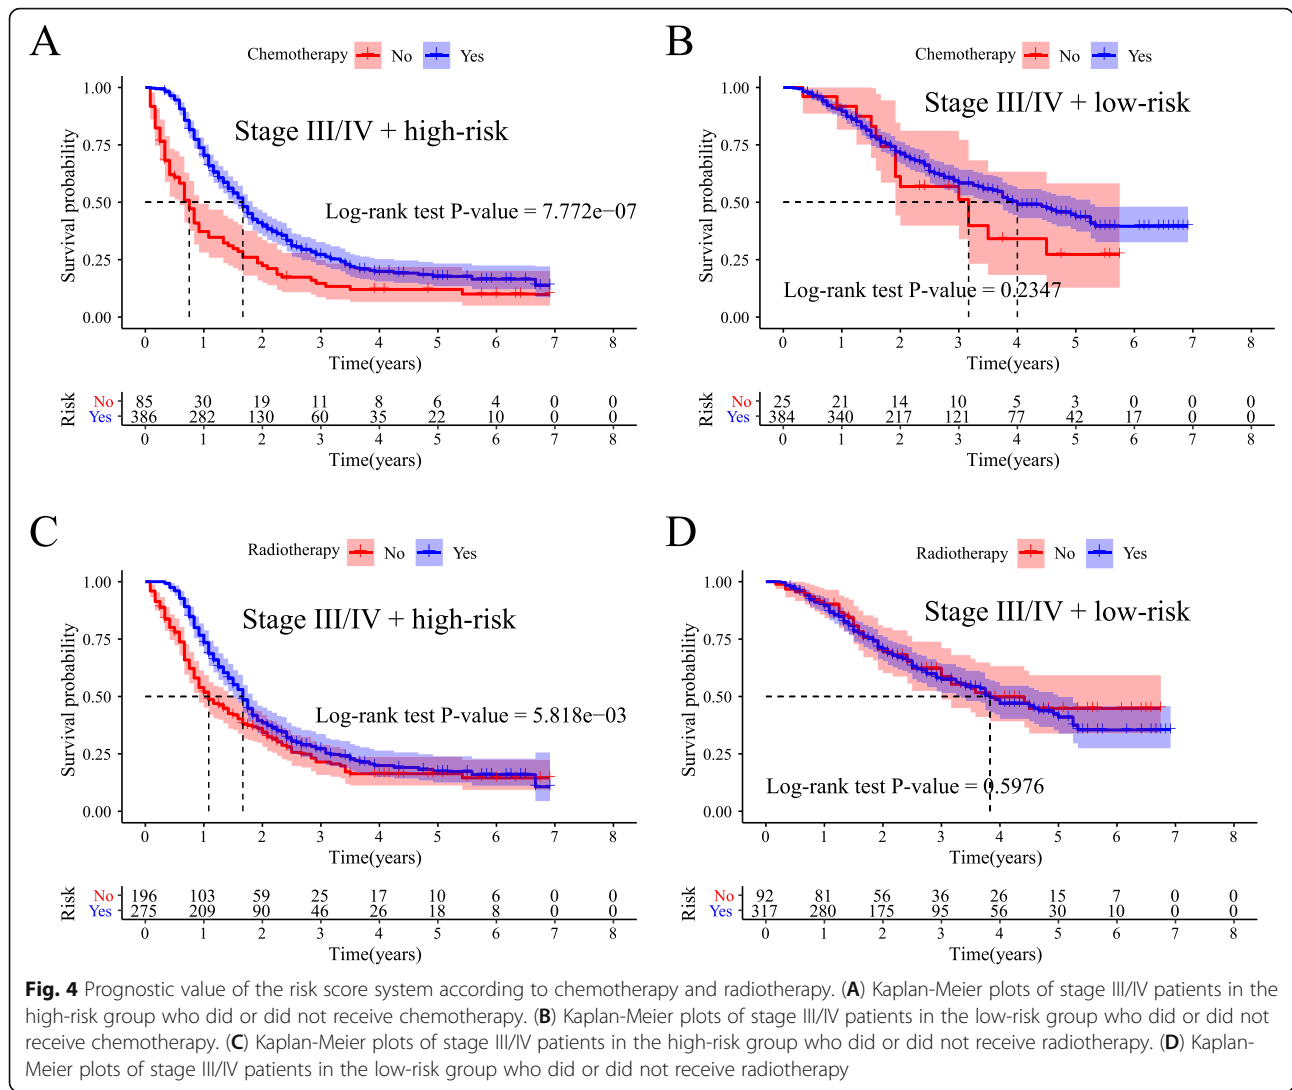 A
Chemotherapy No Yes
Stage III/IV + high-risk
Log-rank test P-value = 7.772e−07
Survival probability
1.00
0.75
0.50
0.25
0.00
0 1 2 3 4 5 6 7 8
Time(years)
Risk
No 85 30 19 11 8 6 4 0 0
Yes 386 282 130 60 35 22 10 0 0
0 1 2 3 4 5 6 7 8
Time(years)
B
Chemotherapy No Yes
Stage III/IV + low-risk
Log-rank test P-value = 0.2347
Survival probability
1.00
0.75
0.50
0.25
0.00
0 1 2 3 4 5 6 7 8
Time(years)
Risk
No 25 21 14 10 5 3 0 0 0
Yes 384 340 217 121 77 42 17 0 0
0 1 2 3 4 5 6 7 8
Time(years)
C
Radiotherapy No Yes
Stage III/IV + high-risk
Log-rank test P-value = 5.818e−03
Survival probability
1.00
0.75
0.50
0.25
0.00
0 1 2 3 4 5 6 7 8
Time(years)
Risk
No 196 103 59 25 17 10 6 0 0
Yes 275 209 90 46 26 18 8 0 0
0 1 2 3 4 5 6 7 8
Time(years)
D
Radiotherapy No Yes
Stage III/IV + low-risk
Log-rank test P-value = 0.5976
Survival probability
1.00
0.75
0.50
0.25
0.00
0 1 2 3 4 5 6 7 8
Time(years)
Risk
No 92 81 56 36 26 15 7 0 0
Yes 317 280 175 95 56 30 10 0 0
0 1 2 3 4 5 6 7 8
Time(years)
Fig. 4 Prognostic value of the risk score system according to chemotherapy and radiotherapy. (A) Kaplan-Meier plots of stage III/IV patients in the
high-risk group who did or did not receive chemotherapy. (B) Kaplan-Meier plots of stage III/IV patients in the low-risk group who did or did not
receive chemotherapy. (C) Kaplan-Meier plots of stage III/IV patients in the high-risk group who did or did not receive radiotherapy. (D) Kaplan-
Meier plots of stage III/IV patients in the low-risk group who did or did not receive radiotherapy